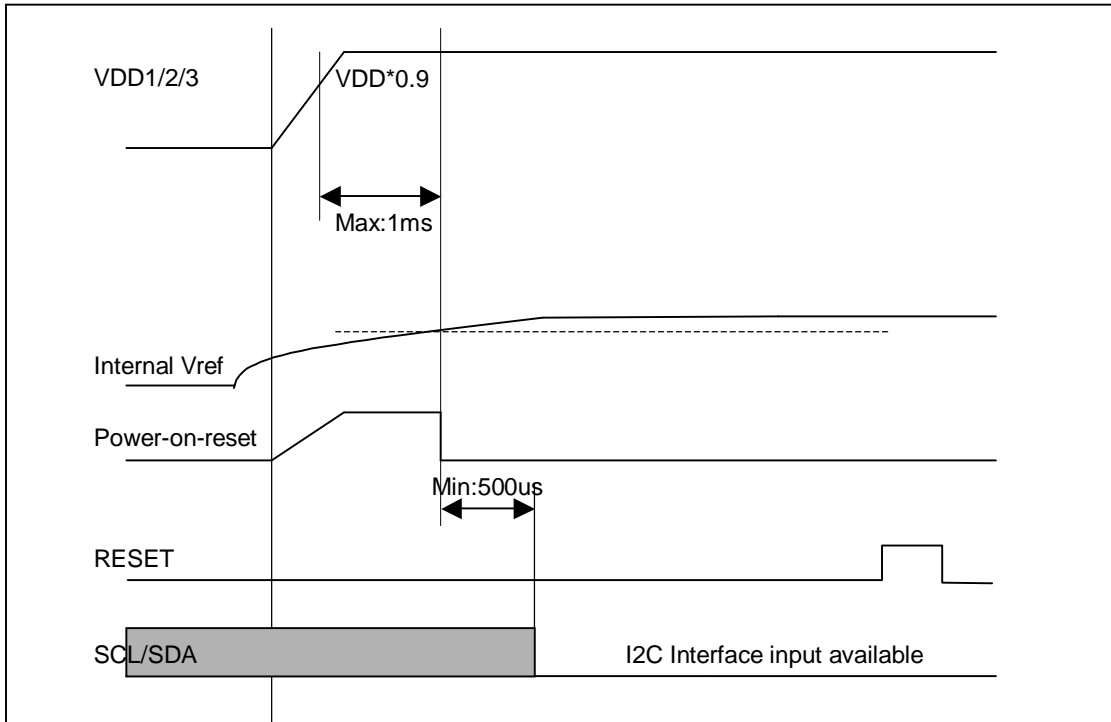 VDD1/2/3
VDD*0.9
Max:1ms
Internal Vref
Power-on-reset
Min:500us
RESET
SCL/SDA
I2C Interface input available